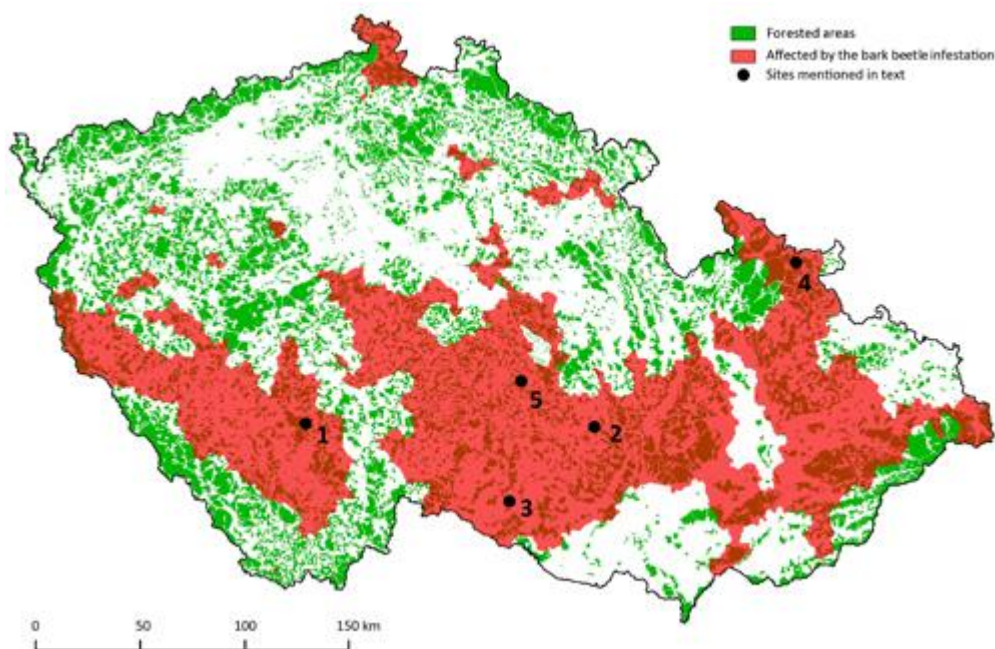 Forested areas
Affected by the bark beetle infestation
Sites mentioned in text
4
5
1
2
3
0 50 100 150 km